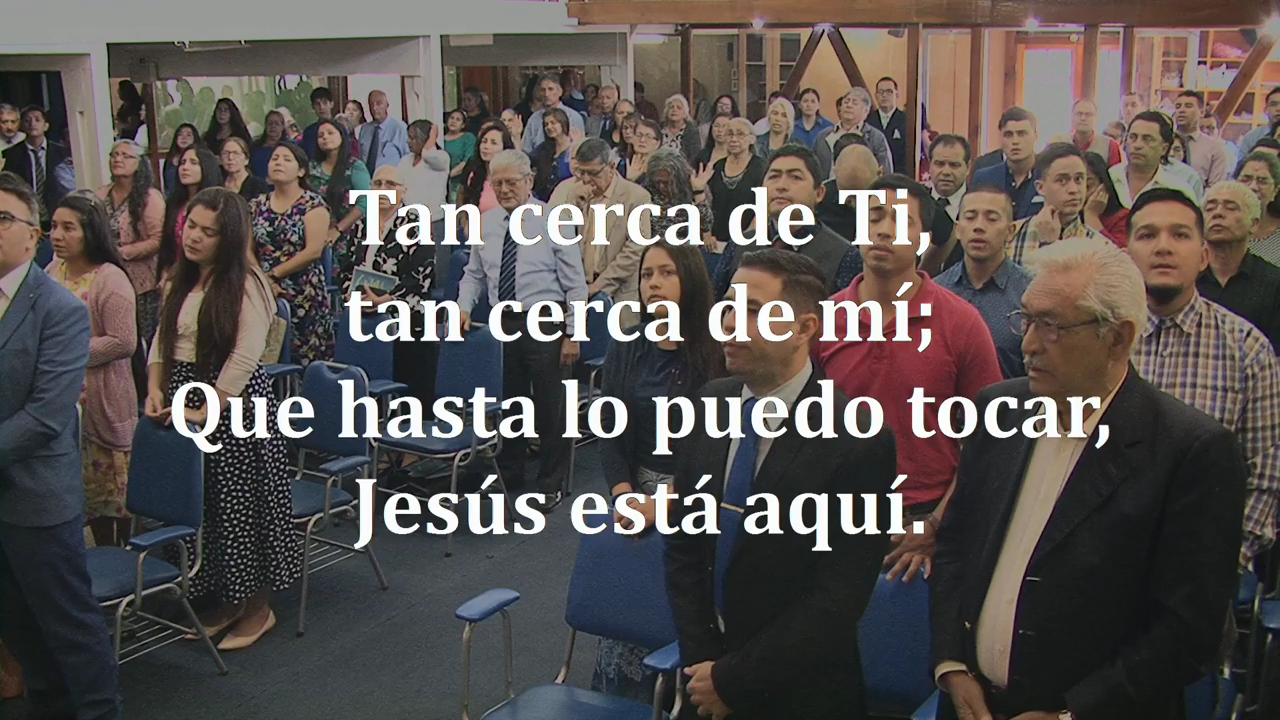 Tan cerca de Ti,
tan cerca de mí;
Que hasta lo puedo tocar,
Jesús está aquí.